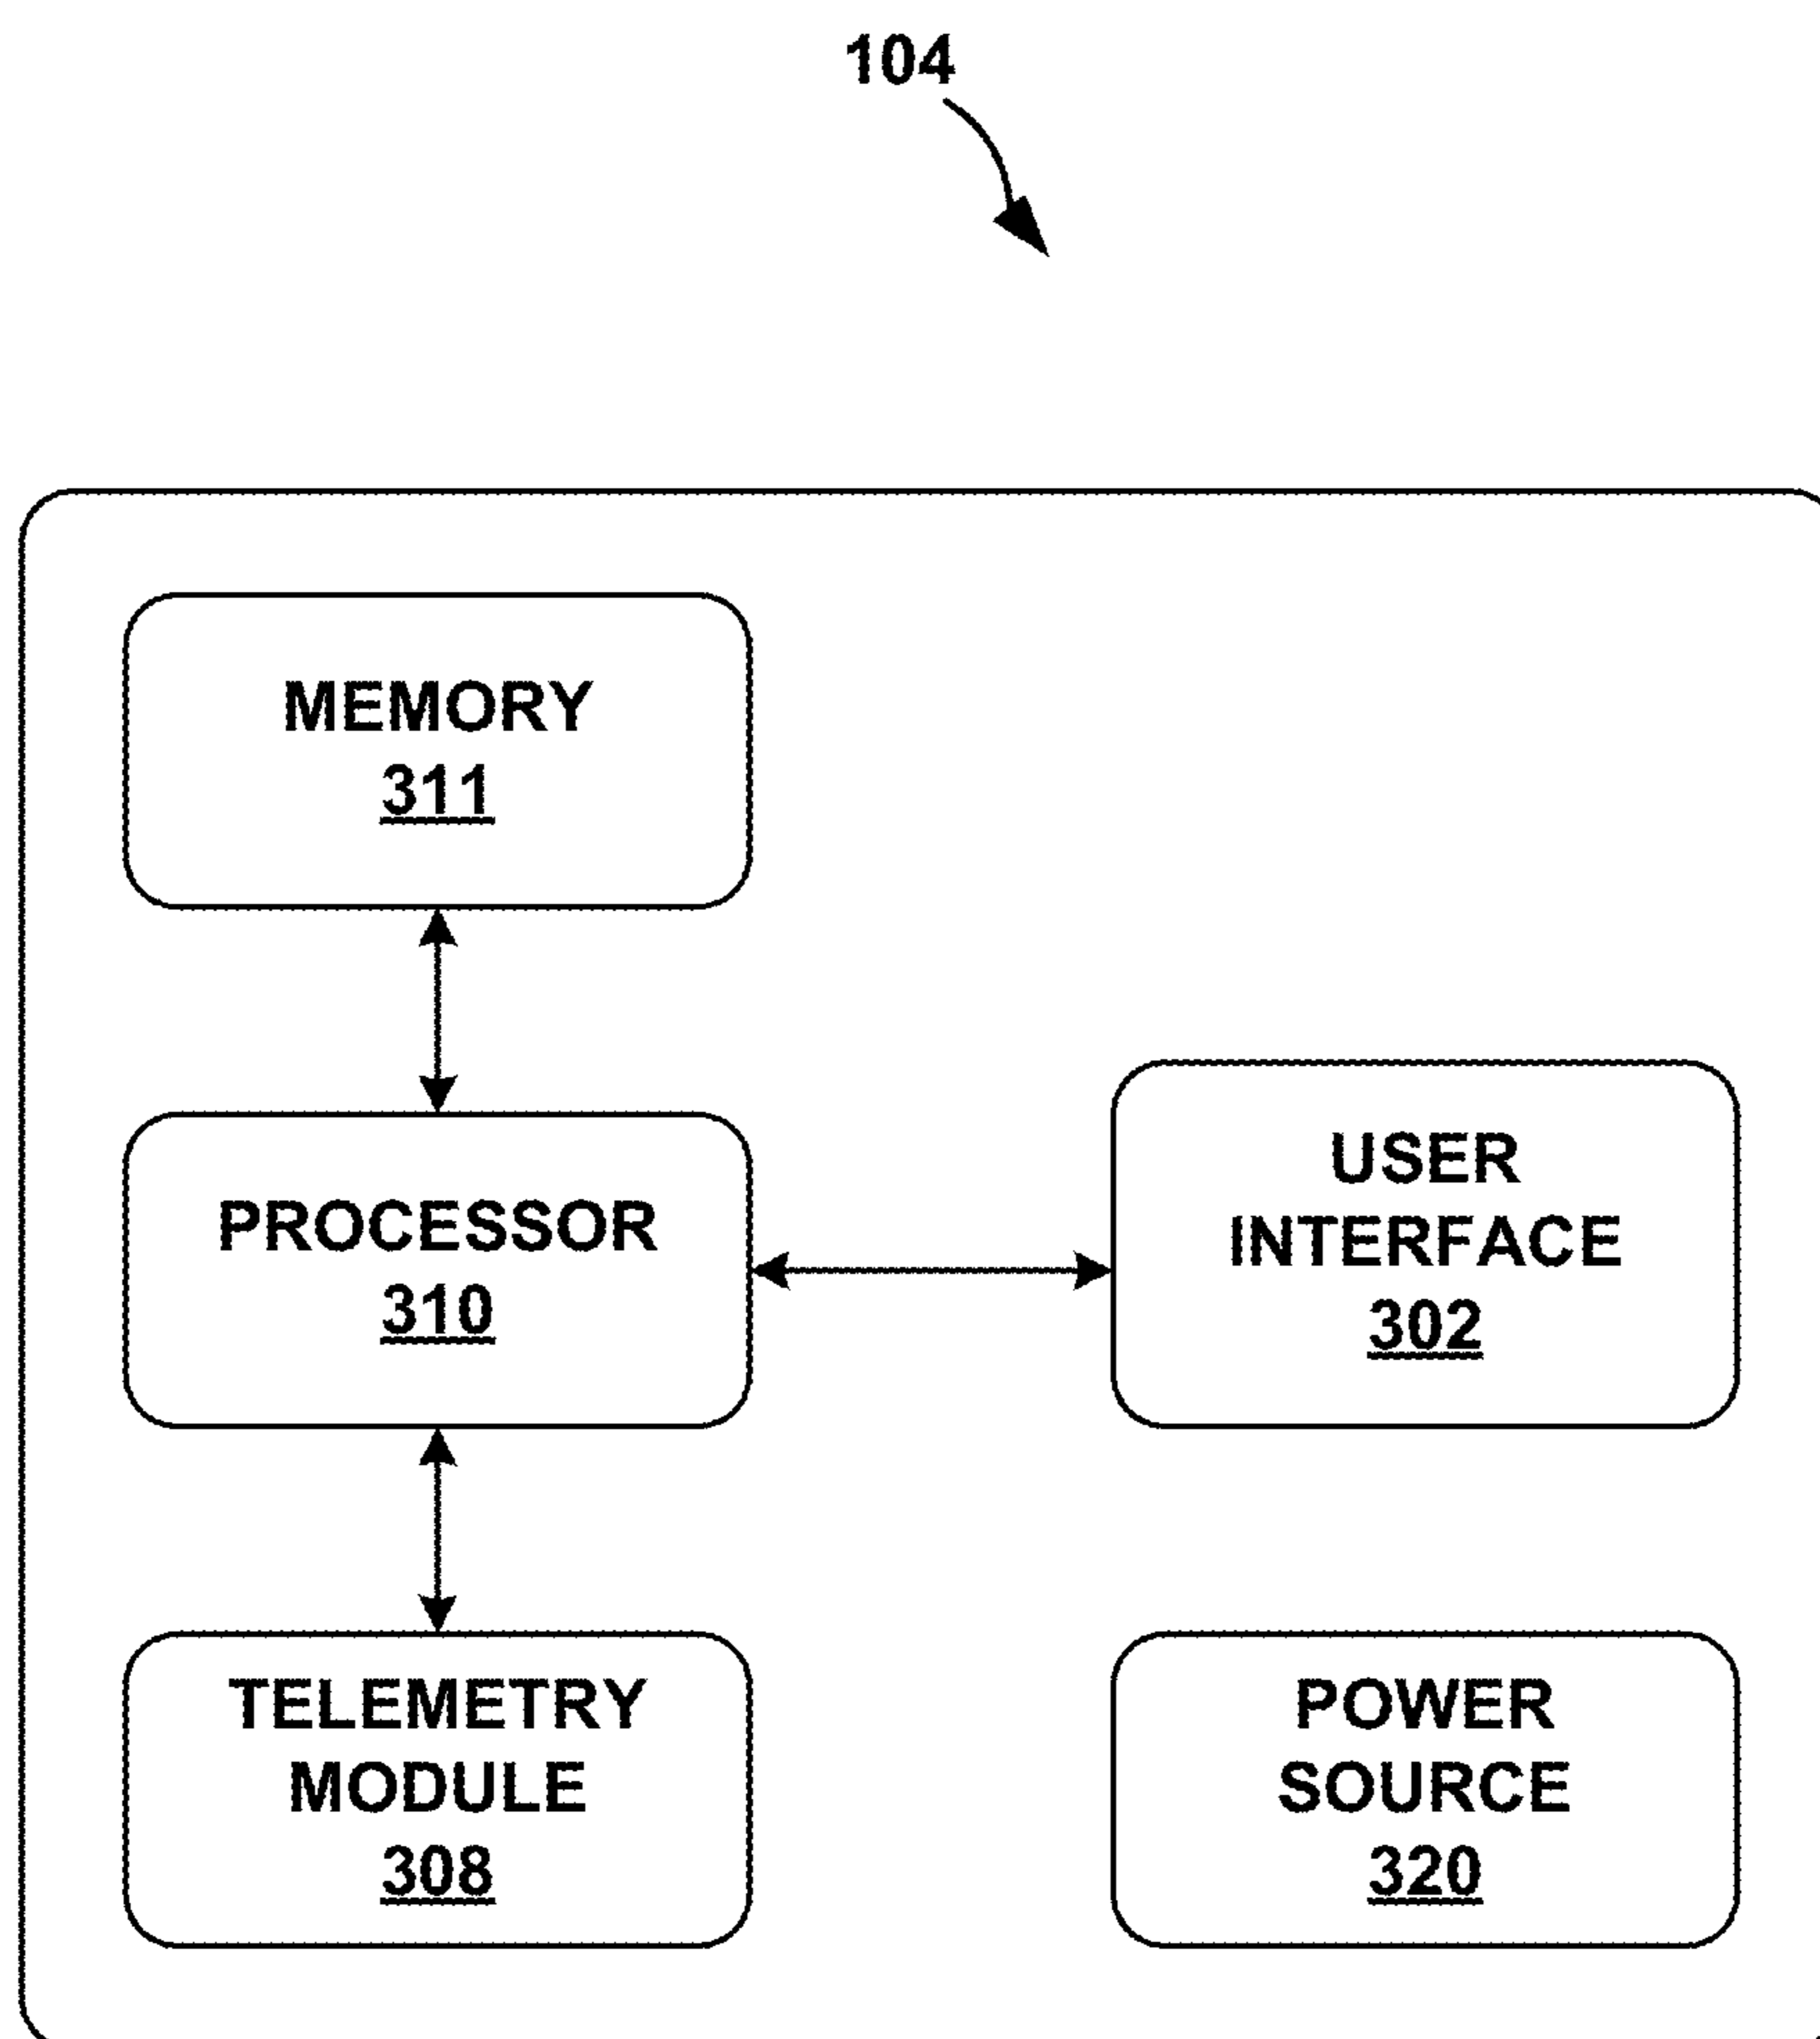 104
MEMORY
311
PROCESSOR
310
USER
INTERFACE
302
TELEMETRY
MODULE
308
POWER
SOURCE
320